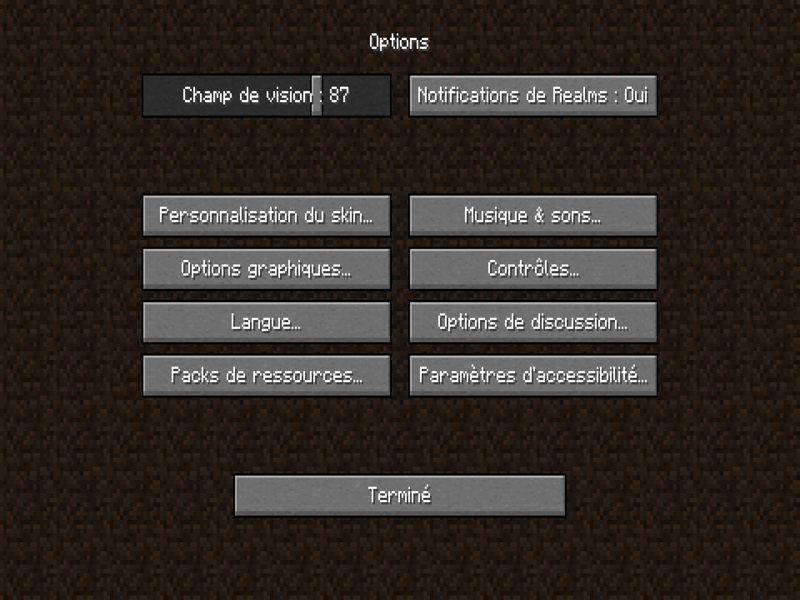 Options
Champ de vision : 87
Notifications de Realms : Oui
Personnalisation du skin...
Musique & sons...
Options graphiques...
Contrôles...
Langue...
Options de discussion...
Packs de ressources...
Paramètres d'accessibilité...
Terminé